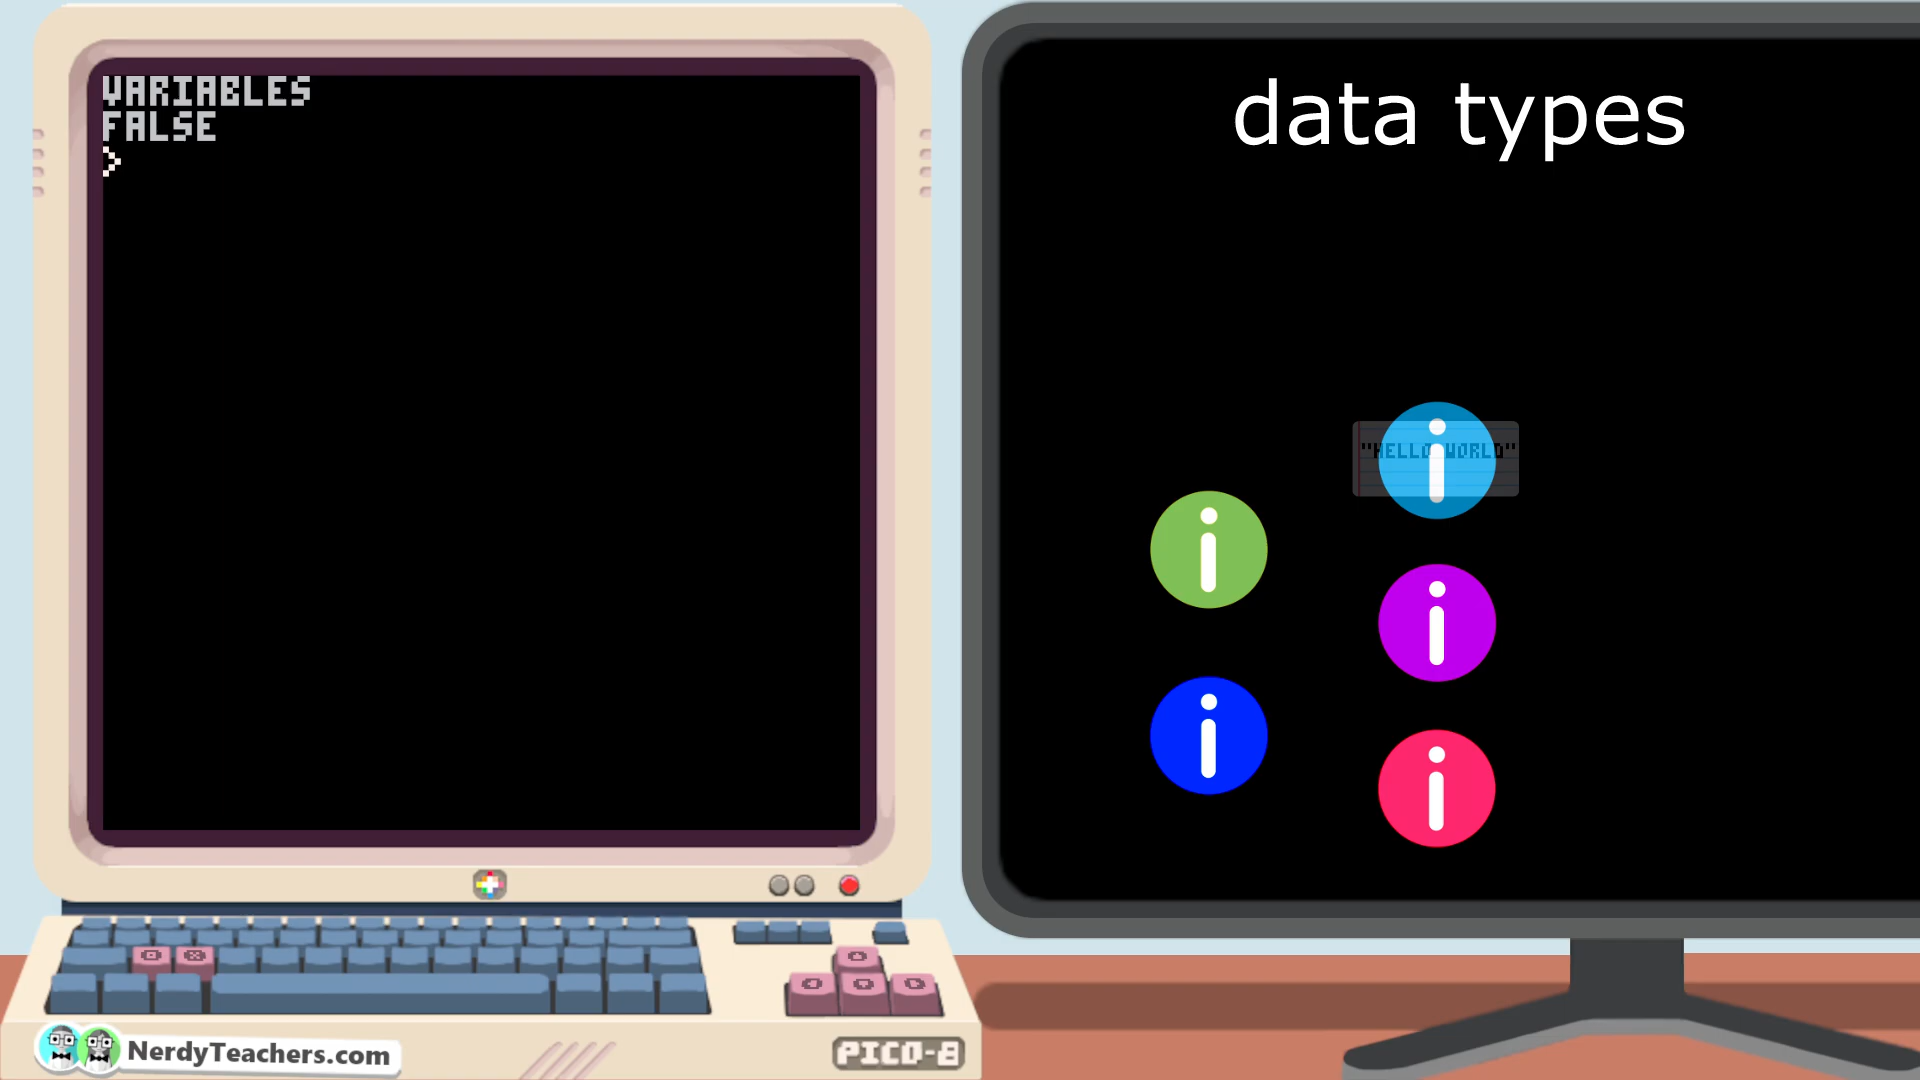 VARIABLES
FALSE
>
data types
"HELLO WORLD"
i
i
i
i
i
NerdyTeachers.com
PICO-8